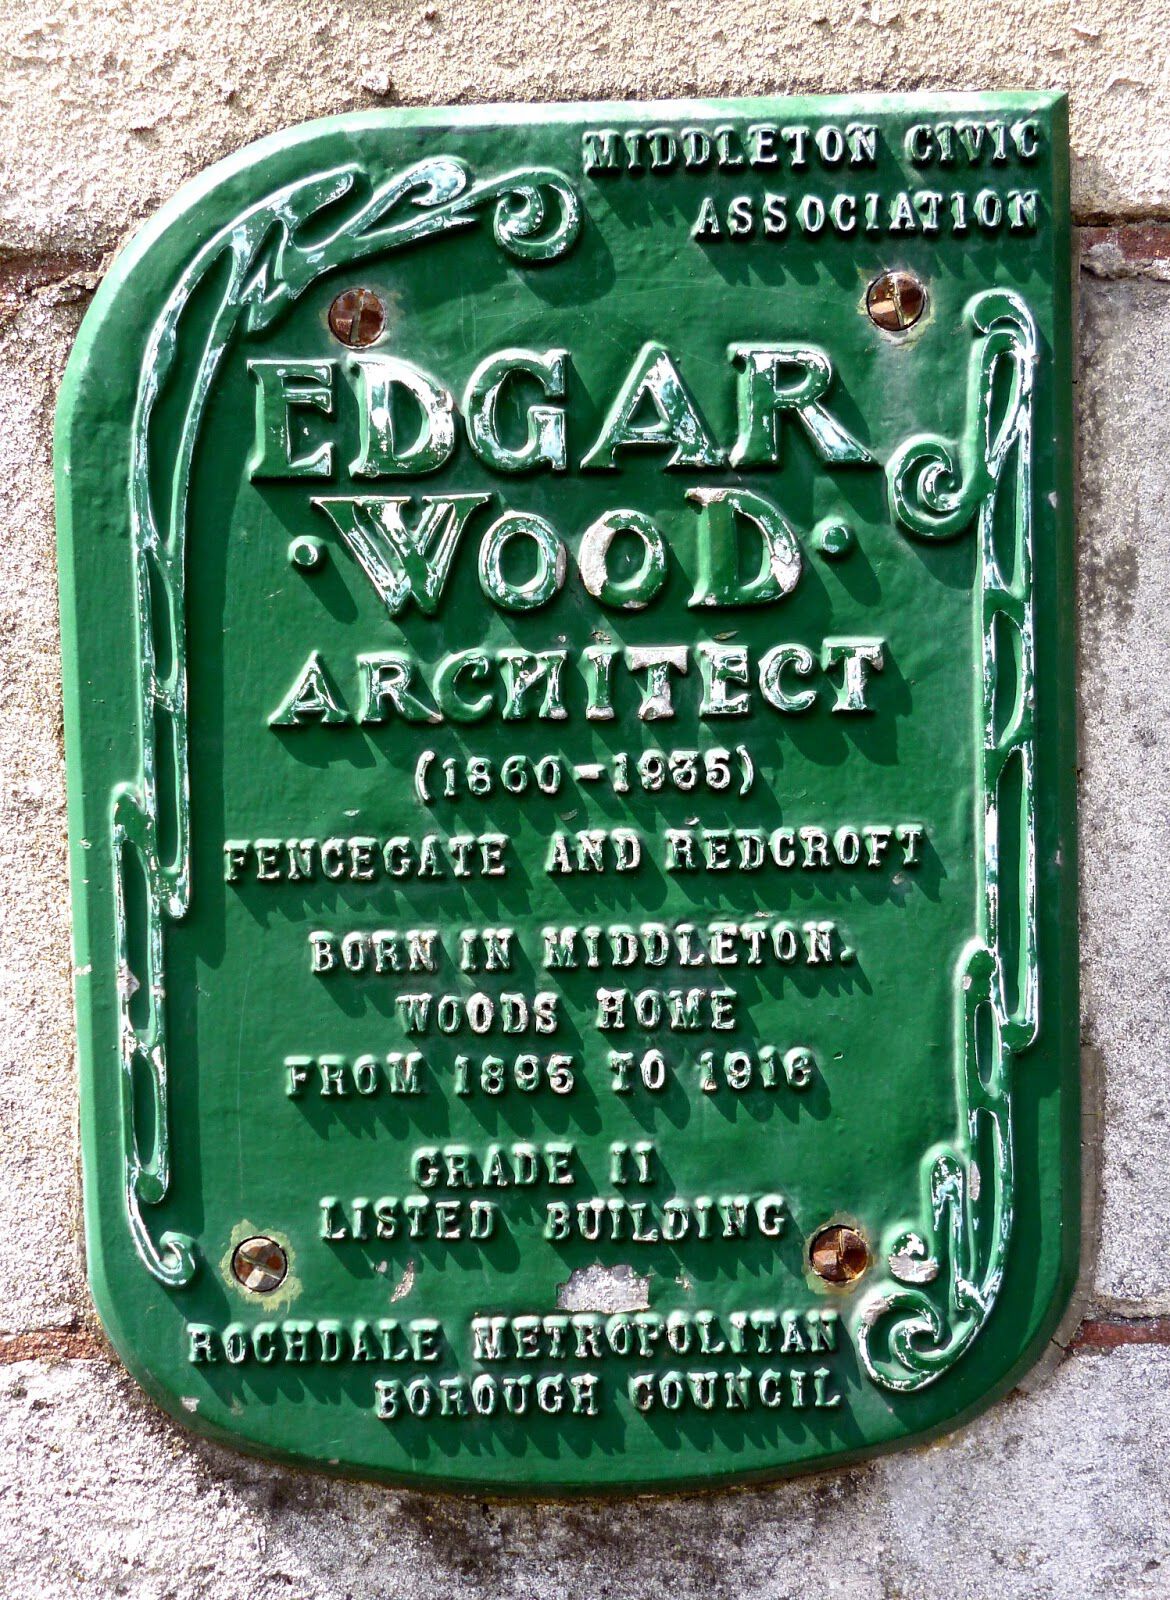 MIDDLETON CIVIC
ASSOCIATION
EDGAR
·WOOD·
ARCHITECT
(1860-1935)
FENCEGATE AND REDCROFT
BORN IN MIDDLETON.
WOODS HOME
FROM 1895 TO 1916
GRADE II
LISTED BUILDING
ROCHDALE METROPOLITAN
BOROUGH COUNCIL